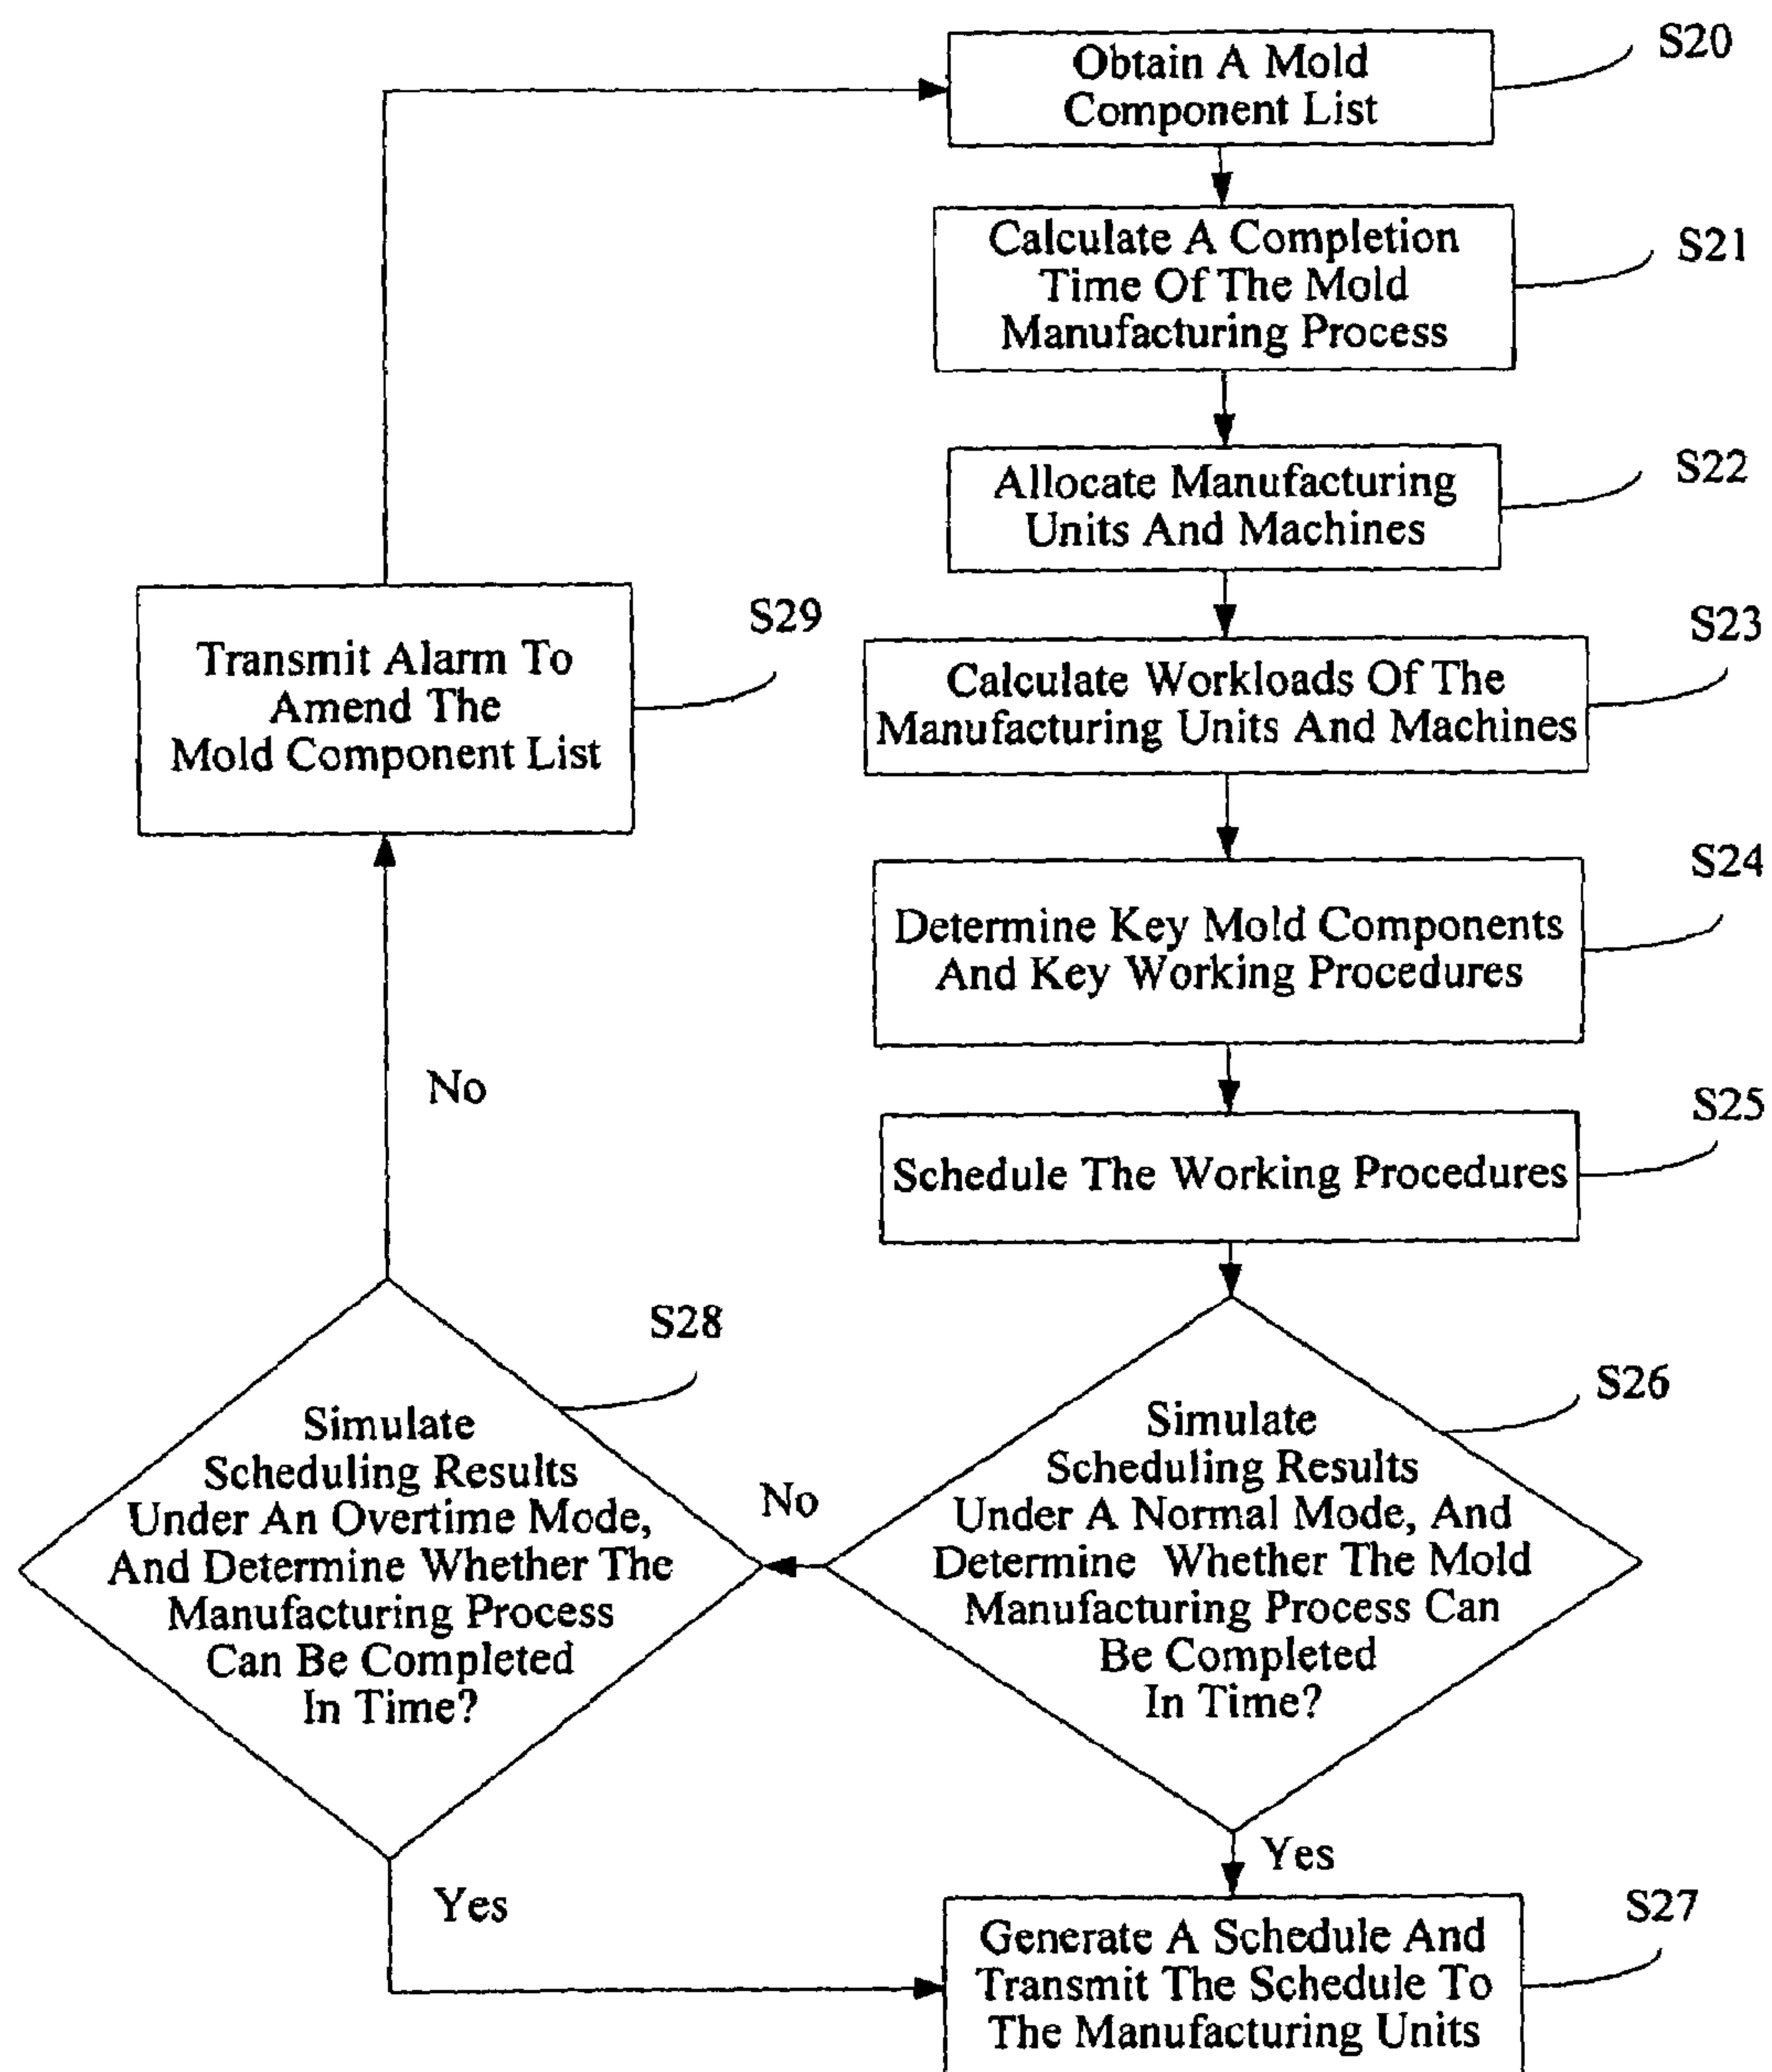 Obtain A Mold
Component List
S20
Calculate A Completion
Time Of The Mold
Manufacturing Process
S21
Allocate Manufacturing
Units And Machines
S22
Calculate Workloads Of The
Manufacturing Units And Machines
S23
Determine Key Mold Components
And Key Working Procedures
S24
Schedule The Working Procedures
S25
Simulate
Scheduling Results
Under A Normal Mode, And
Determine Whether The Mold
Manufacturing Process Can
Be Completed
In Time?
S26
No
Yes
Simulate
Scheduling Results
Under An Overtime Mode,
And Determine Whether The
Manufacturing Process
Can Be Completed
In Time?
S28
No
Yes
Transmit Alarm To
Amend The
Mold Component List
S29
Generate A Schedule And
Transmit The Schedule To
The Manufacturing Units
S27